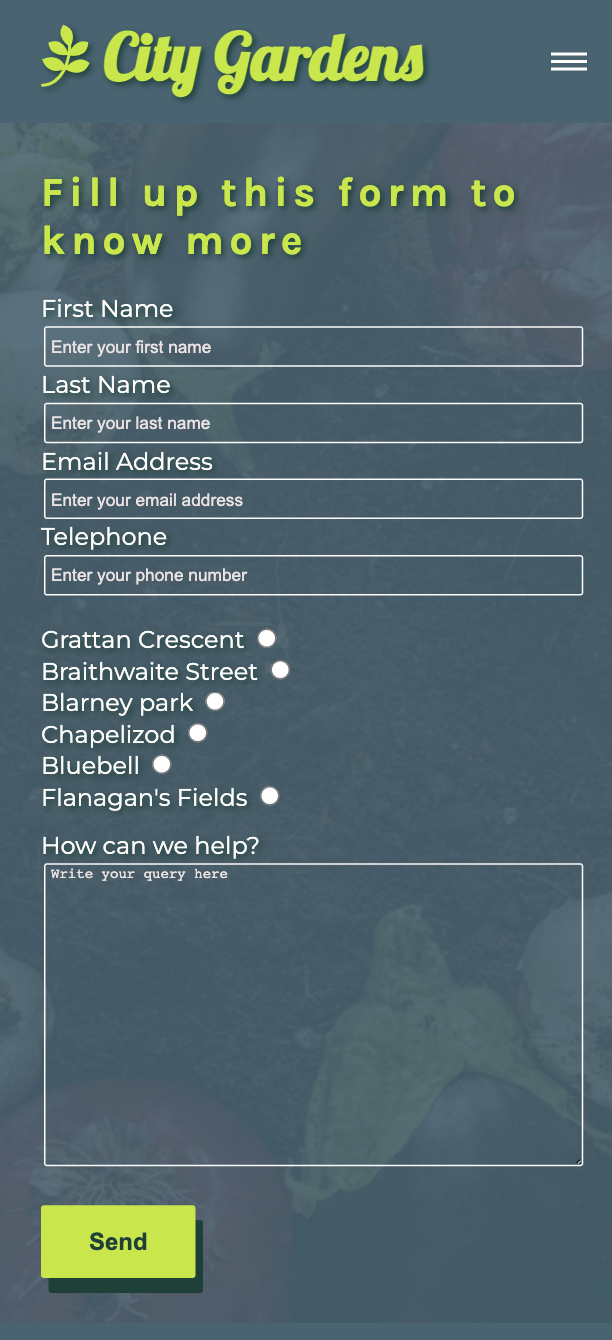 City Gardens
Fill up this form to
know more
First Name
Enter your first name
Last Name
Enter your last name
Email Address
Enter your email address
Telephone
Enter your phone number
Grattan Crescent
Braithwaite Street
Blarney park
Chapelizod
Bluebell
Flanagan's Fields
How can we help?
Write your query here
Send